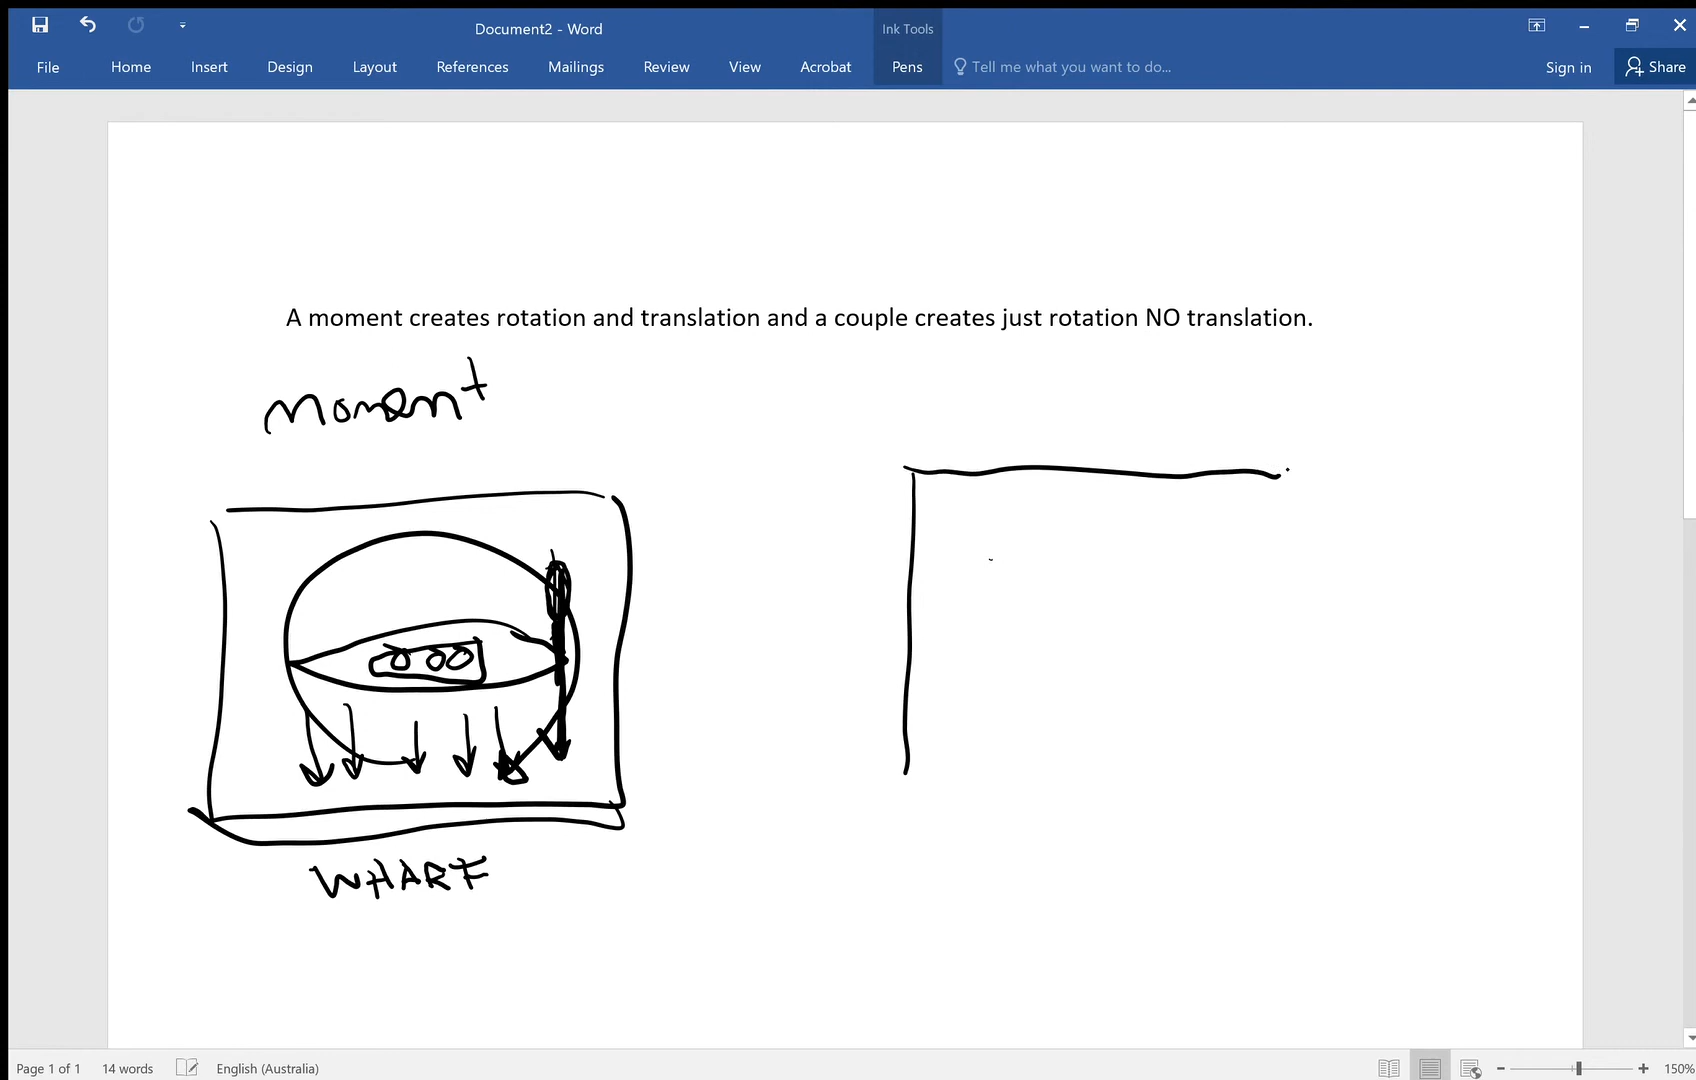 Document2 - Word
Ink Tools
File Home Insert Design Layout References Mailings Review View Acrobat Pens Tell me what you want to do... Sign in Share
A moment creates rotation and translation and a couple creates just rotation NO translation.
moment
WHARF
Page 1 of 1 14 words English (Australia) 150%